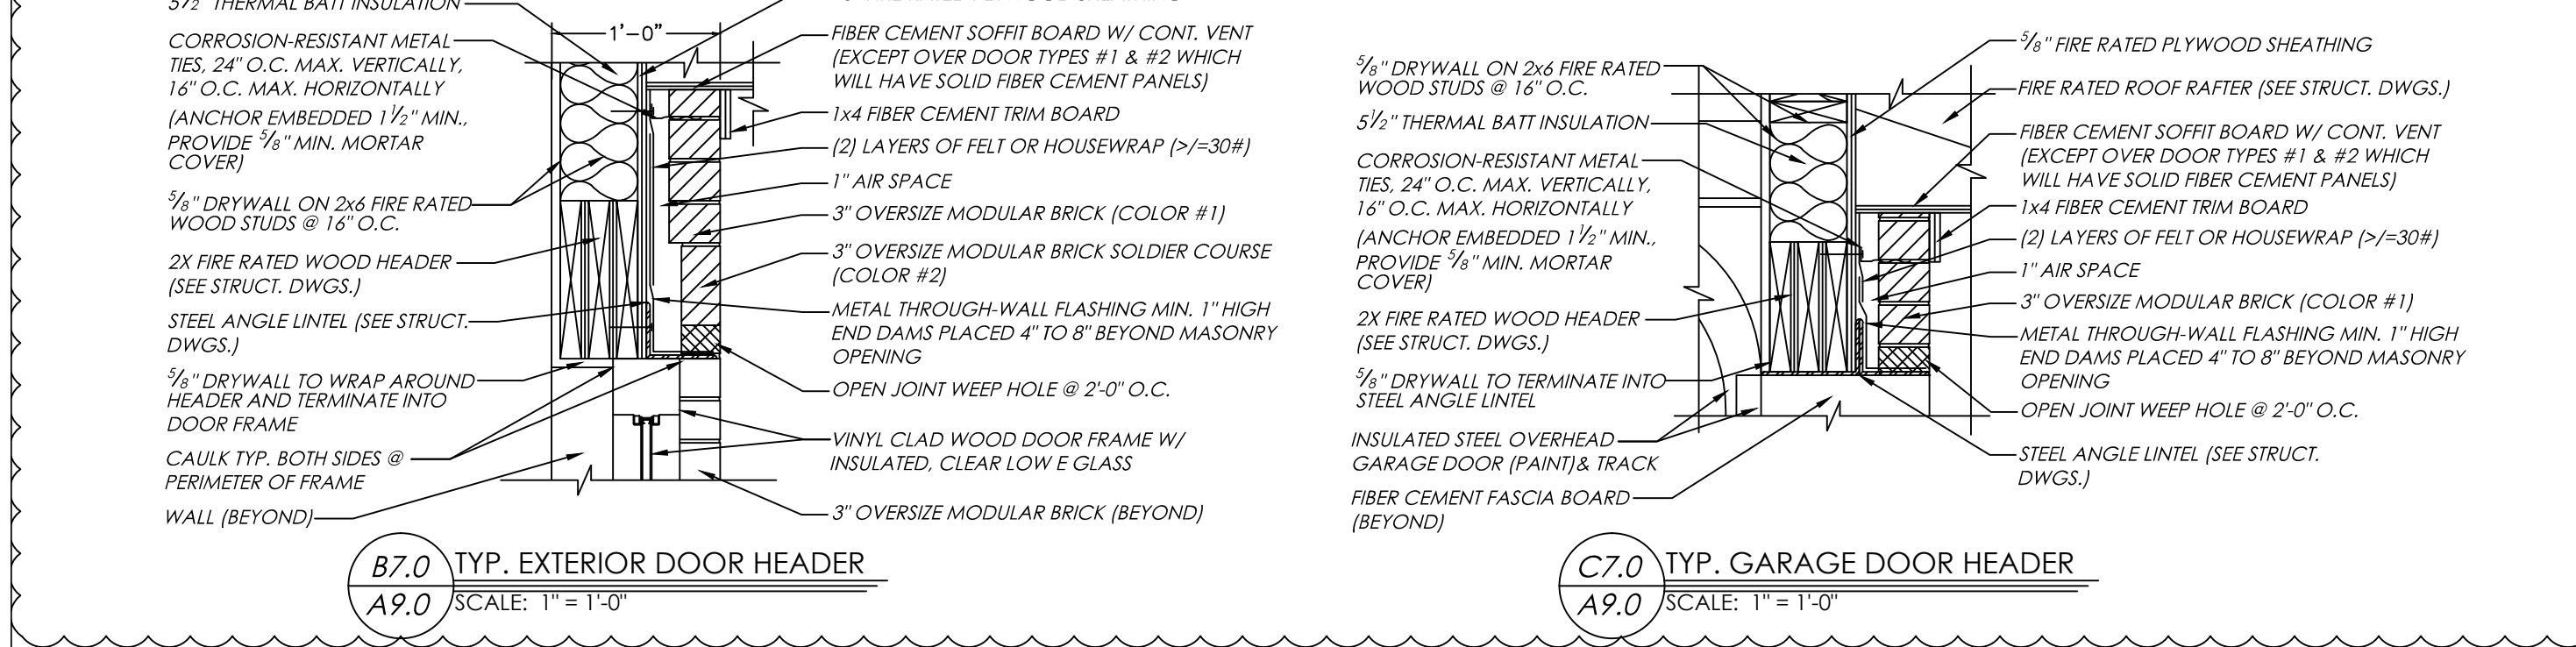 5 1/2" THERMAL BATT INSULATION
CORROSION-RESISTANT METAL
TIES, 24" O.C. MAX. VERTICALLY,
16" O.C. MAX. HORIZONTALLY
(ANCHOR EMBEDDED 1 1/2" MIN.,
PROVIDE 5/8" MIN. MORTAR
COVER)
5/8" DRYWALL ON 2x6 FIRE RATED
WOOD STUDS @ 16" O.C.
2X FIRE RATED WOOD HEADER
(SEE STRUCT. DWGS.)
STEEL ANGLE LINTEL (SEE STRUCT.
DWGS.)
5/8" DRYWALL TO WRAP AROUND
HEADER AND TERMINATE INTO
DOOR FRAME
CAULK TYP. BOTH SIDES @
PERIMETER OF FRAME
WALL (BEYOND)
1'-0"
FIBER CEMENT SOFFIT BOARD W/ CONT. VENT
(EXCEPT OVER DOOR TYPES #1 & #2 WHICH
WILL HAVE SOLID FIBER CEMENT PANELS)
1x4 FIBER CEMENT TRIM BOARD
(2) LAYERS OF FELT OR HOUSEWRAP (>/=30#)
1" AIR SPACE
3" OVERSIZE MODULAR BRICK (COLOR #1)
3" OVERSIZE MODULAR BRICK SOLDIER COURSE
(COLOR #2)
METAL THROUGH-WALL FLASHING MIN. 1" HIGH
END DAMS PLACED 4" TO 8" BEYOND MASONRY
OPENING
OPEN JOINT WEEP HOLE @ 2'-0" O.C.
VINYL CLAD WOOD DOOR FRAME W/
INSULATED, CLEAR LOW E GLASS
3" OVERSIZE MODULAR BRICK (BEYOND)
B7.0
A9.0
TYP. EXTERIOR DOOR HEADER
SCALE: 1" = 1'-0"
5/8" DRYWALL ON 2x6 FIRE RATED
WOOD STUDS @ 16" O.C.
5 1/2" THERMAL BATT INSULATION
CORROSION-RESISTANT METAL
TIES, 24" O.C. MAX. VERTICALLY,
16" O.C. MAX. HORIZONTALLY
(ANCHOR EMBEDDED 1 1/2" MIN.,
PROVIDE 5/8" MIN. MORTAR
COVER)
2X FIRE RATED WOOD HEADER
(SEE STRUCT. DWGS.)
5/8" DRYWALL TO TERMINATE INTO
STEEL ANGLE LINTEL
INSULATED STEEL OVERHEAD
GARAGE DOOR (PAINT)& TRACK
FIBER CEMENT FASCIA BOARD
(BEYOND)
5/8" FIRE RATED PLYWOOD SHEATHING
FIRE RATED ROOF RAFTER (SEE STRUCT. DWGS.)
FIBER CEMENT SOFFIT BOARD W/ CONT. VENT
(EXCEPT OVER DOOR TYPES #1 & #2 WHICH
WILL HAVE SOLID FIBER CEMENT PANELS)
1x4 FIBER CEMENT TRIM BOARD
(2) LAYERS OF FELT OR HOUSEWRAP (>/=30#)
1" AIR SPACE
3" OVERSIZE MODULAR BRICK (COLOR #1)
METAL THROUGH-WALL FLASHING MIN. 1" HIGH
END DAMS PLACED 4" TO 8" BEYOND MASONRY
OPENING
OPEN JOINT WEEP HOLE @ 2'-0" O.C.
STEEL ANGLE LINTEL (SEE STRUCT.
DWGS.)
C7.0
A9.0
TYP. GARAGE DOOR HEADER
SCALE: 1" = 1'-0"